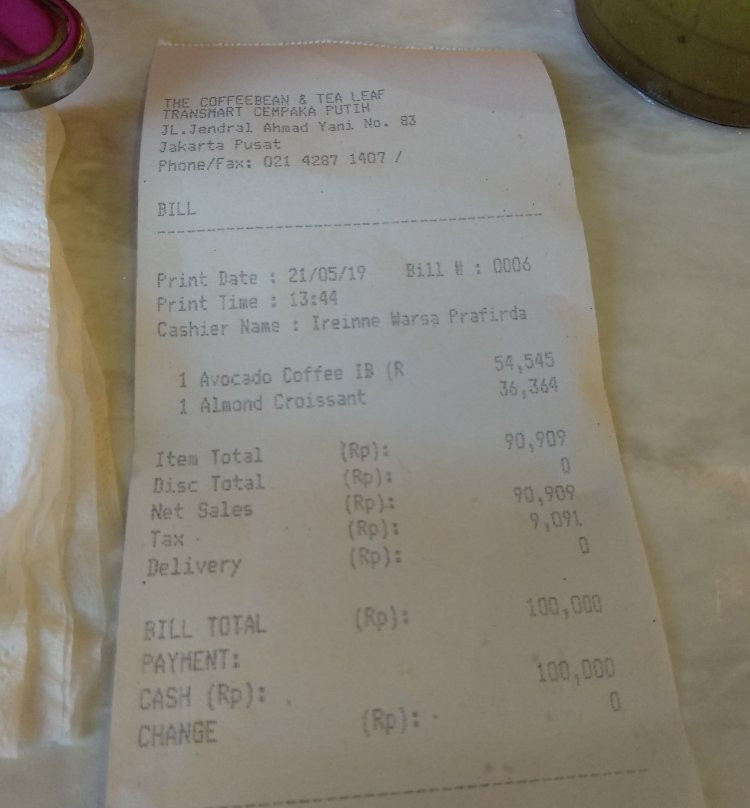 THE COFFEEBEAN & TEA LEAF
TRANSMART CEMPAKA PUTIH
JL.Jendral Ahmad Yani No. 83
Jakarta Pusat
Phone/Fax: 021 4287 1407 /
BILL
Print Date : 21/05/19 Bill # : 0006
Print Time : 13:44
Cashier Name : Ireinne Warsa Prafirda
1 Avocado Coffee IB (R 54,545
1 Almond Croissant 36,364
Item Total (Rp): 90,909
Disc Total (Rp): 0
Net Sales (Rp): 90,909
Tax (Rp): 9,091
Delivery (Rp): 0
BILL TOTAL (Rp): 100,000
PAYMENT:
CASH (Rp): 100,000
CHANGE (Rp): 0